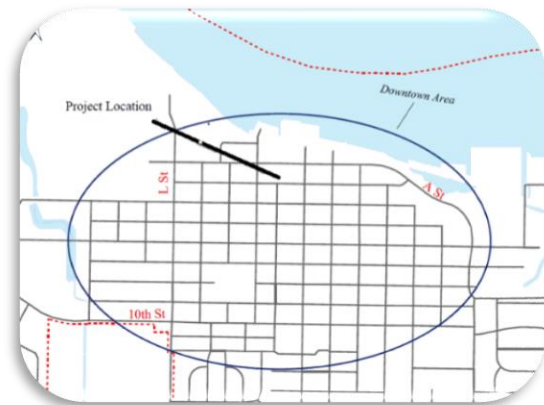 Downtown Area
Project Location
L St
A St
10th St